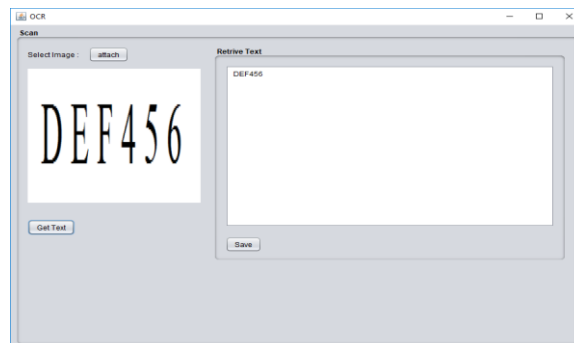 OCR
Scan
Select Image : attach
DEF456
Get Text
Retrive Text
DEF456
Save